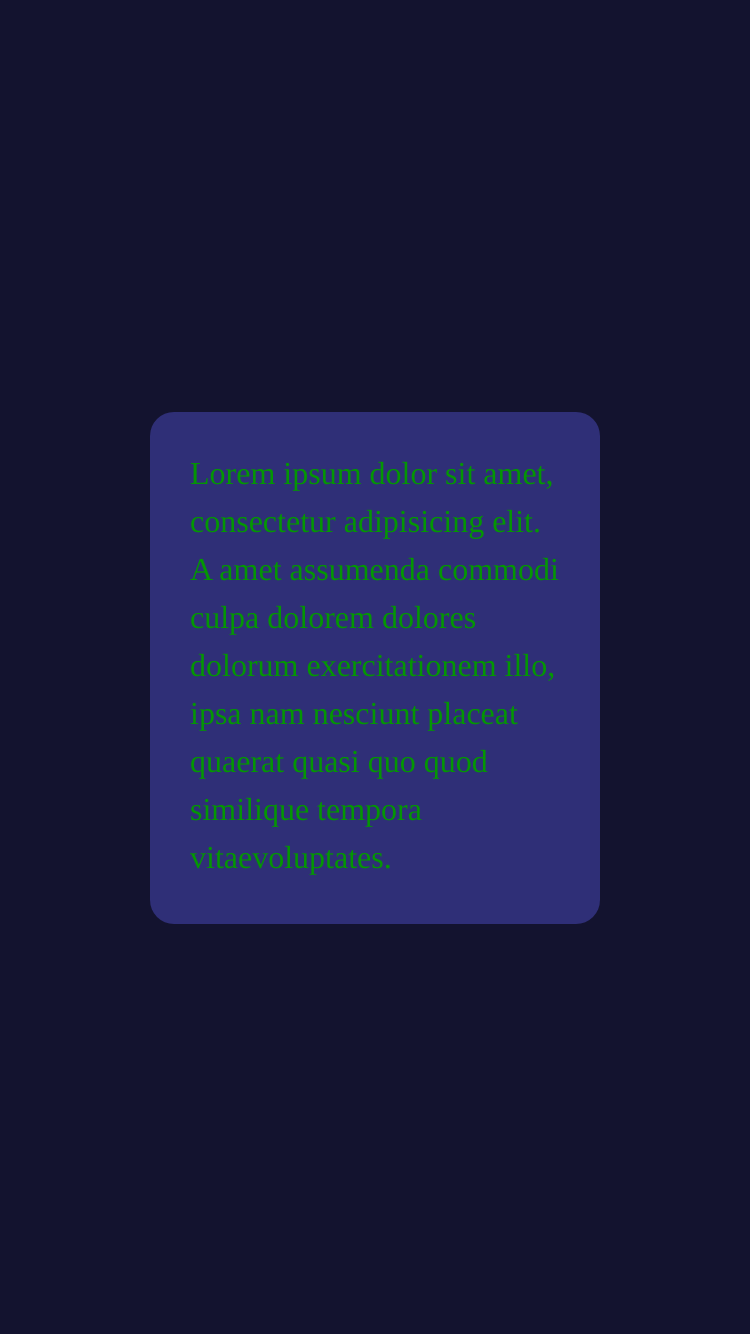 Lorem ipsum dolor sit amet,
consectetur adipisicing elit.
A amet assumenda commodi
culpa dolorem dolores
dolorum exercitationem illo,
ipsa nam nesciunt placeat
quaerat quasi quo quod
similique tempora
vitaevoluptates.